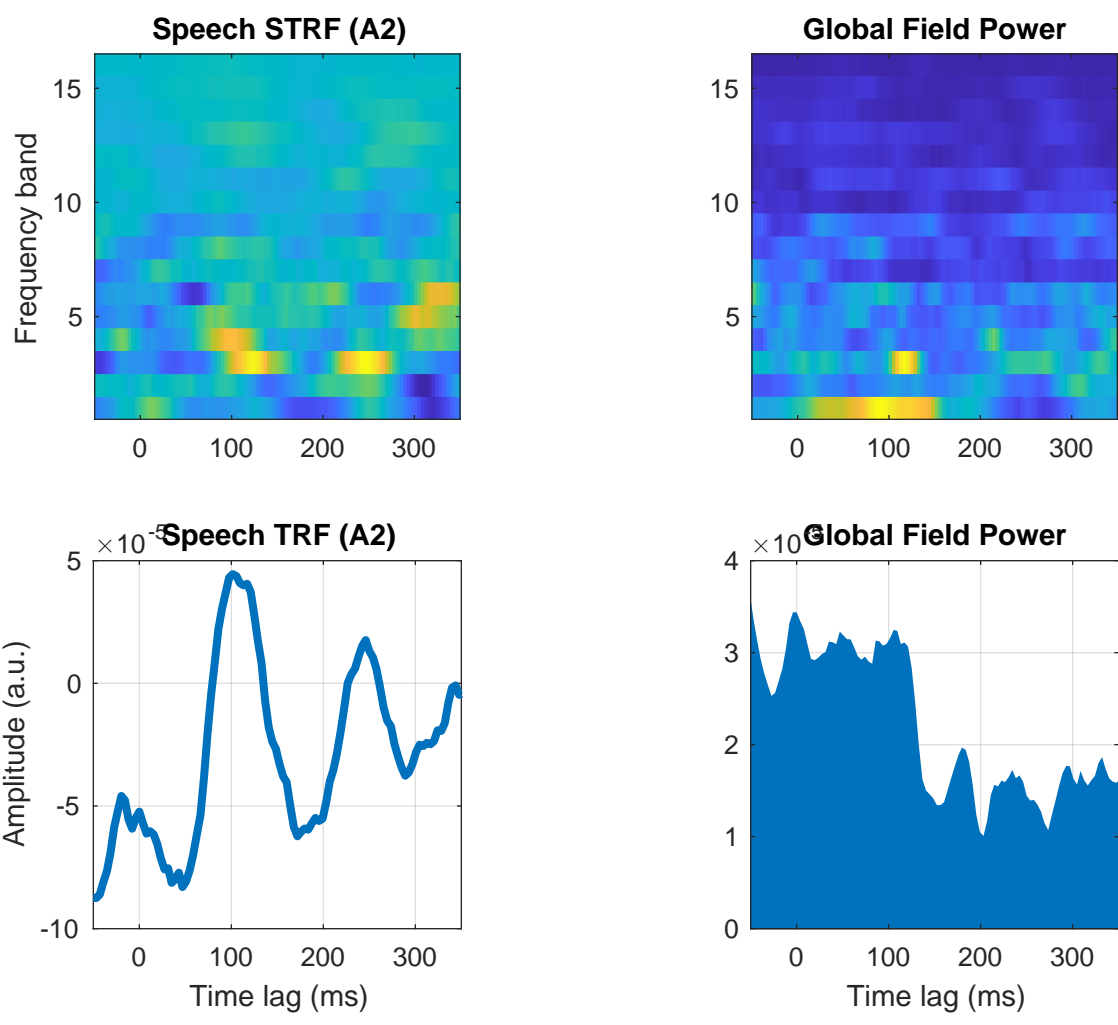 Speech STRF (A2)
Frequency band
15
10
5
0 100 200 300
Global Field Power
15
10
5
0 100 200 300
Speech TRF (A2)
×10⁻⁵
Amplitude (a.u.)
5
0
-5
-10
0 100 200 300
Time lag (ms)
Global Field Power
×10
4
3
2
1
0
0 100 200 300
Time lag (ms)